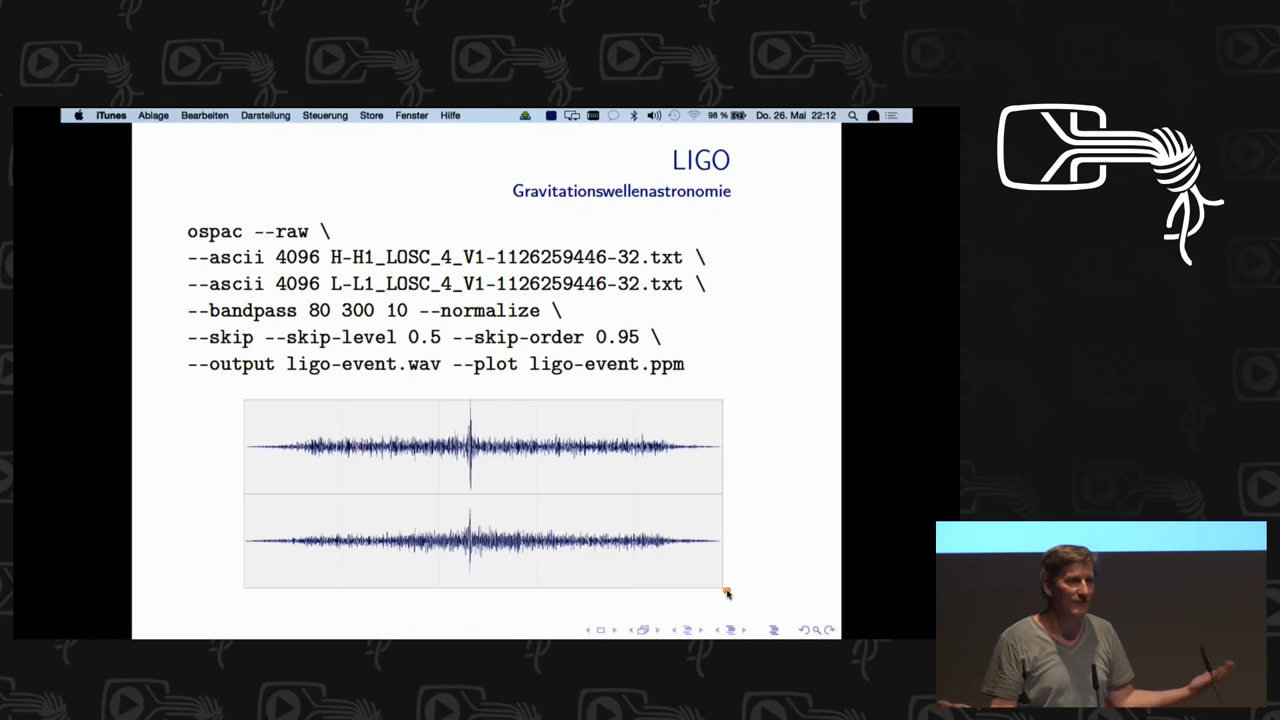 iTunes Ablage Bearbeiten Darstellung Steuerung Store Fenster Hilfe 98 % Do. 26. Mai 22:12
LIGO
Gravitationswellenastronomie
ospac --raw \
--ascii 4096 H-H1_LOSC_4_V1-1126259446-32.txt \
--ascii 4096 L-L1_LOSC_4_V1-1126259446-32.txt \
--bandpass 80 300 10 --normalize \
--skip --skip-level 0.5 --skip-order 0.95 \
--output ligo-event.wav --plot ligo-event.ppm